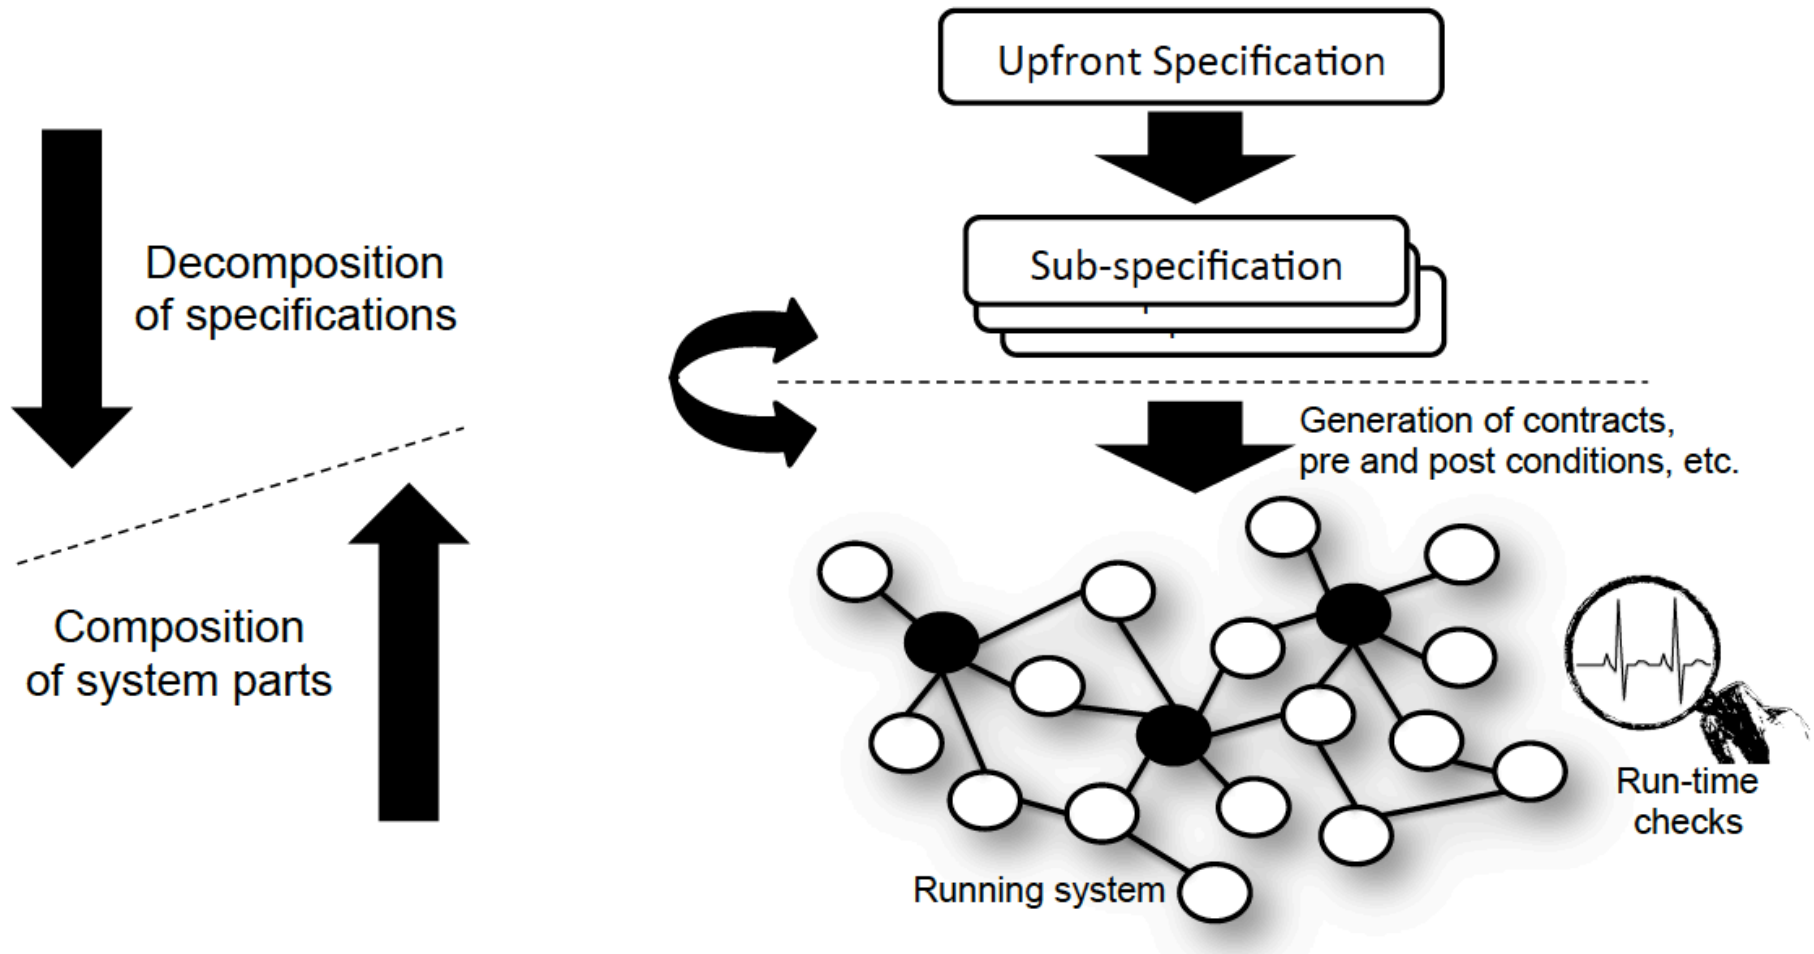 Upfront Specification
Sub-specification
Decomposition
of specifications
Generation of contracts,
pre and post conditions, etc.
Composition
of system parts
Run-time
checks
Running system